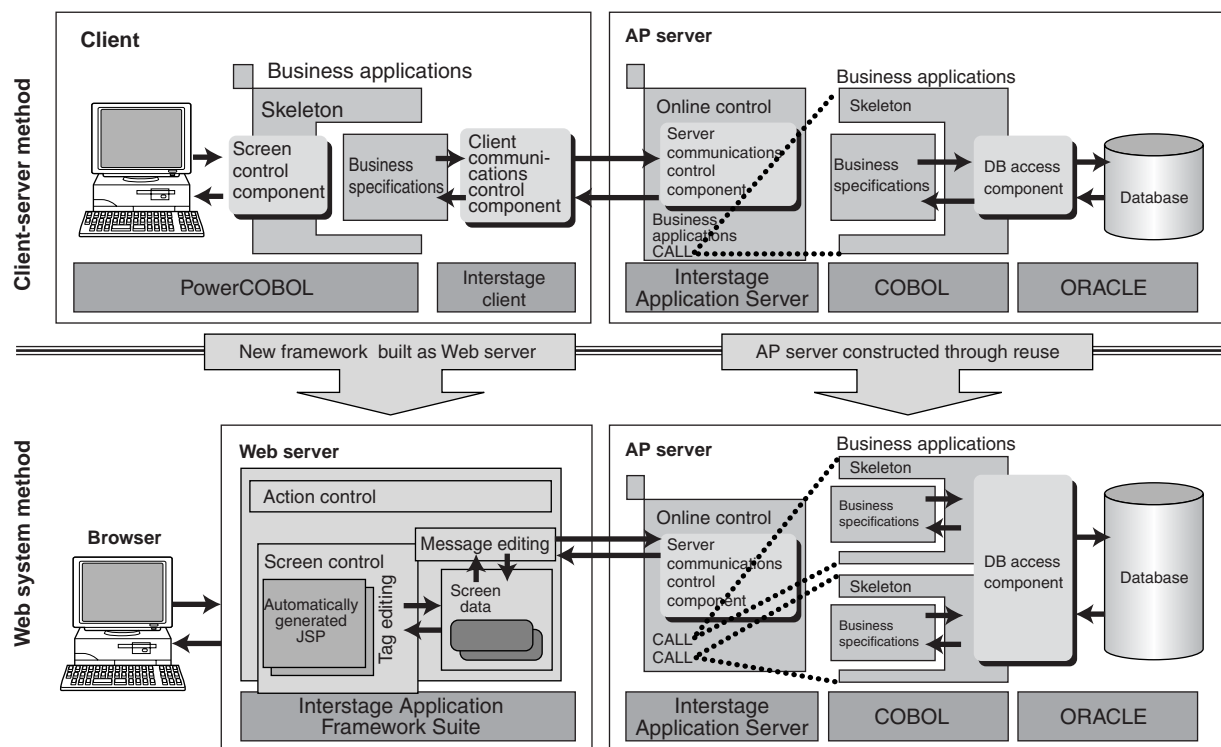 Client-server method
Client
Business applications
Skeleton
Screen
control
component
Business
specifications
Client
communi-
cations
control
component
PowerCOBOL
Interstage
client
AP server
Business applications
Online control
Server
communications
control
component
Business
applications
CALL
Skeleton
Business
specifications
DB access
component
Database
Interstage
Application Server
COBOL
ORACLE
New framework built as Web server
AP server constructed through reuse
Web system method
Browser
Web server
Action control
Message editing
Screen control
Automatically
generated
JSP
Tag editing
Screen
data
Interstage Application
Framework Suite
AP server
Business applications
Online control
Server
communications
control
component
CALL
CALL
Skeleton
Business
specifications
Skeleton
Business
specifications
DB access
component
Database
Interstage
Application Server
COBOL
ORACLE